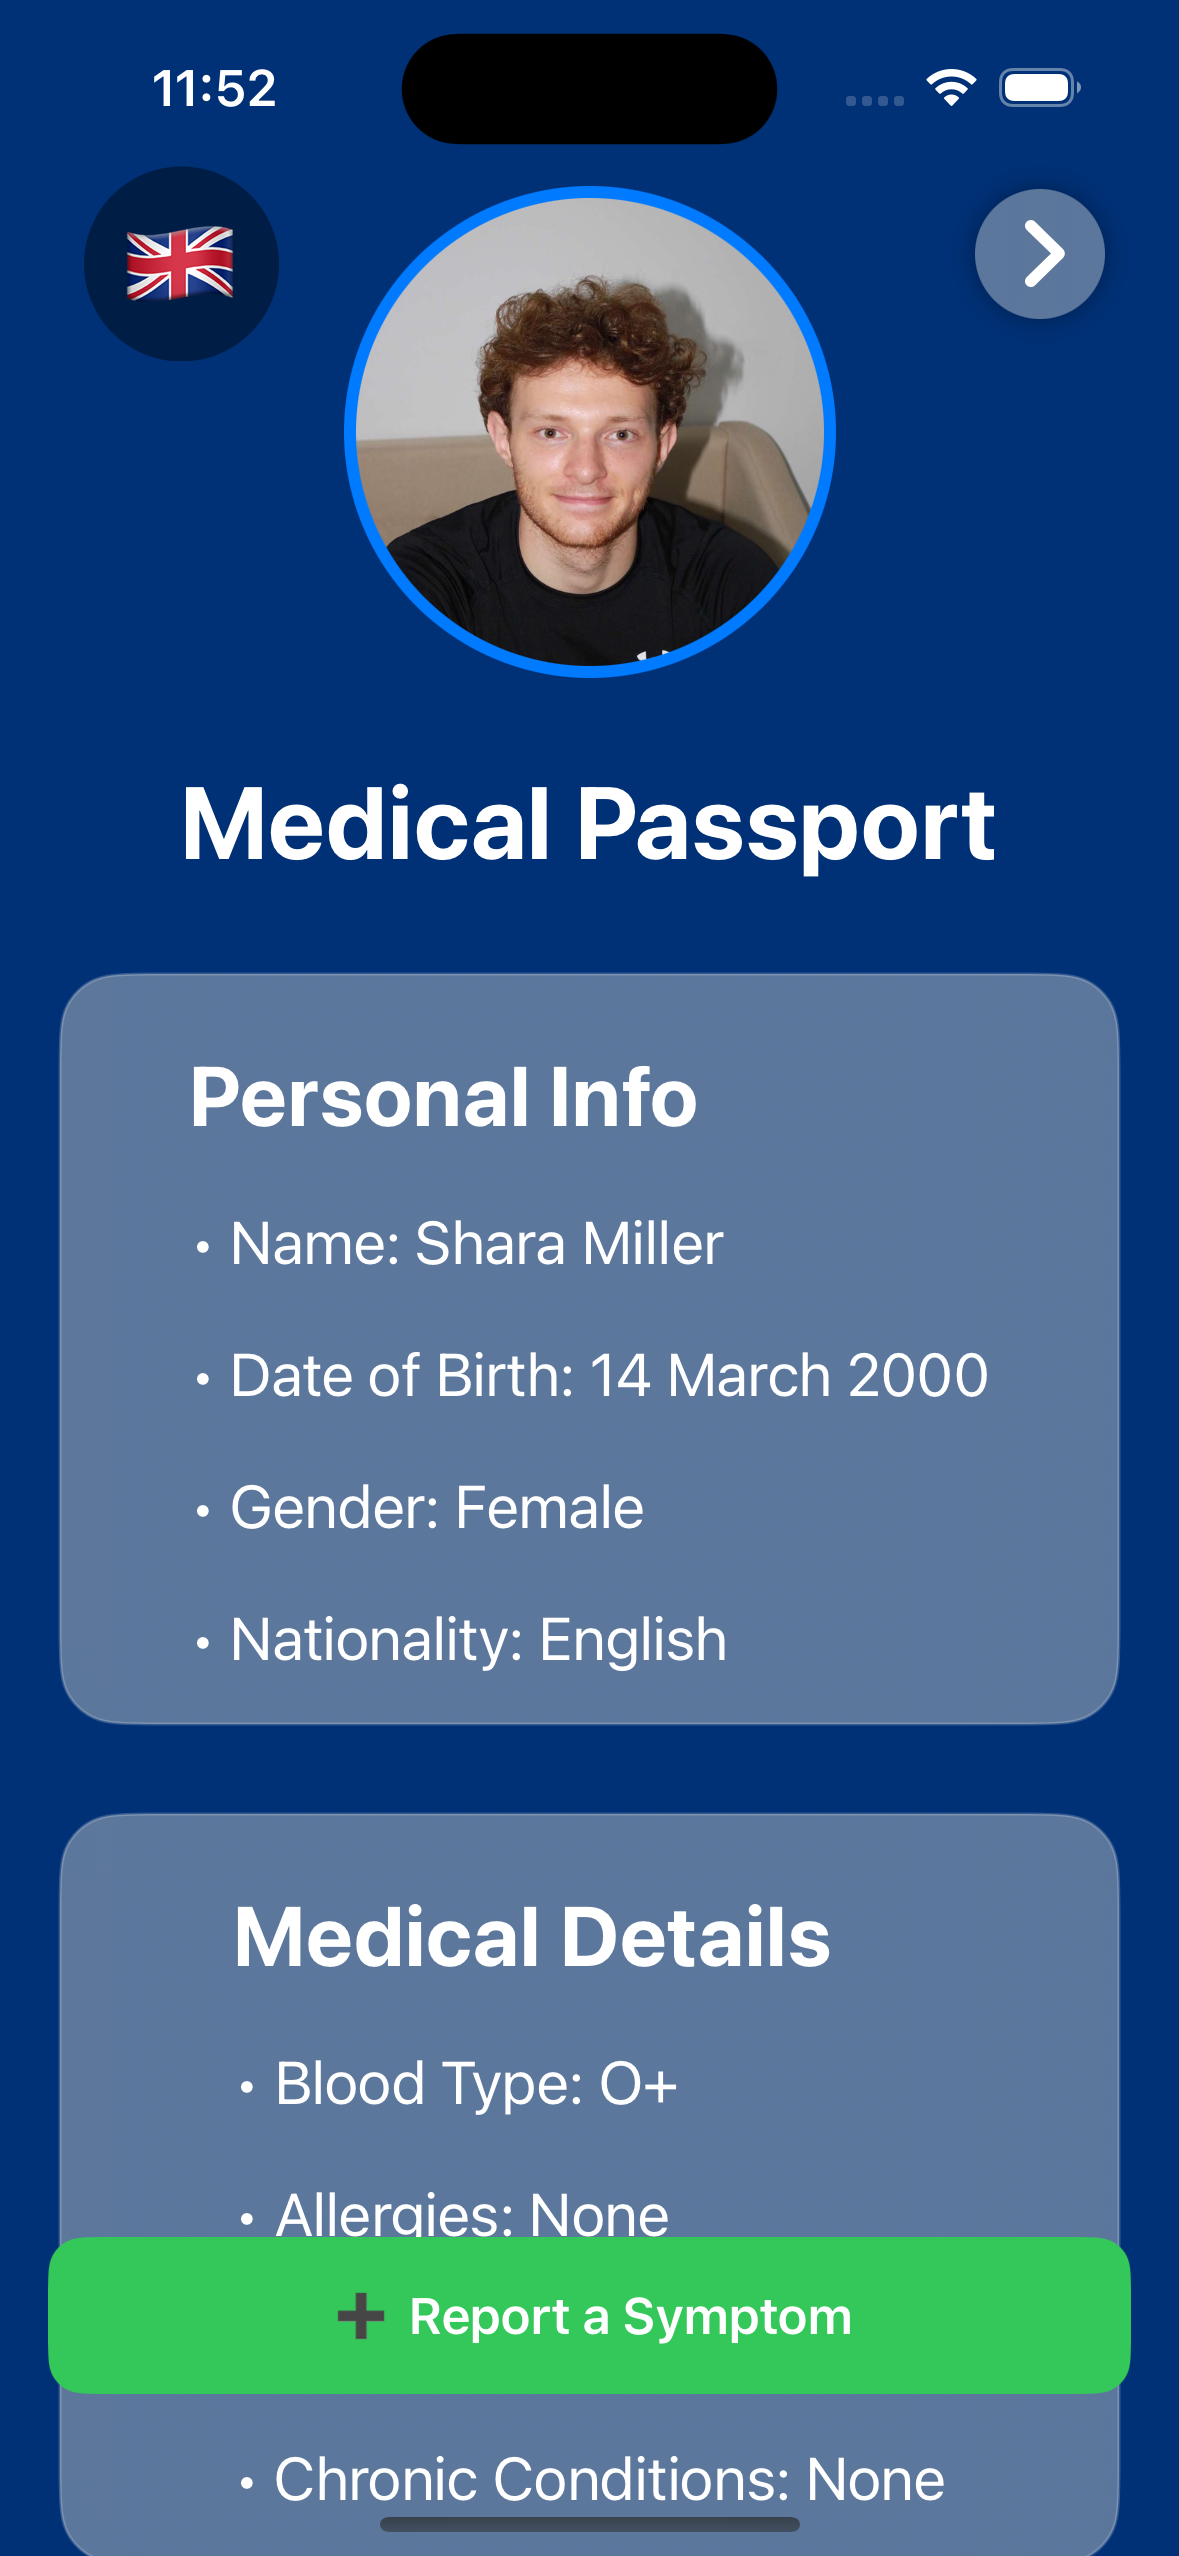 11:52
Medical Passport
Personal Info
• Name: Shara Miller
• Date of Birth: 14 March 2000
• Gender: Female
• Nationality: English
Medical Details
• Blood Type: O+
• Allergies: None
➕ Report a Symptom
• Chronic Conditions: None